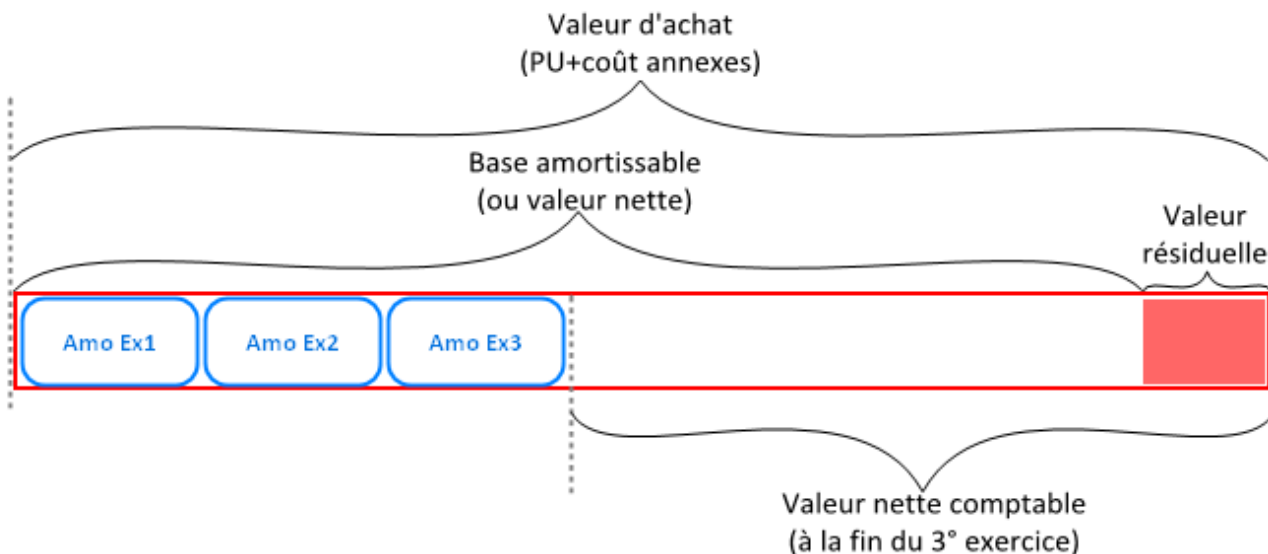 Valeur d'achat
(PU+coût annexes)
Base amortissable
(ou valeur nette)
Valeur
résiduelle
Amo Ex1
Amo Ex2
Amo Ex3
Valeur nette comptable
(à la fin du 3° exercice)